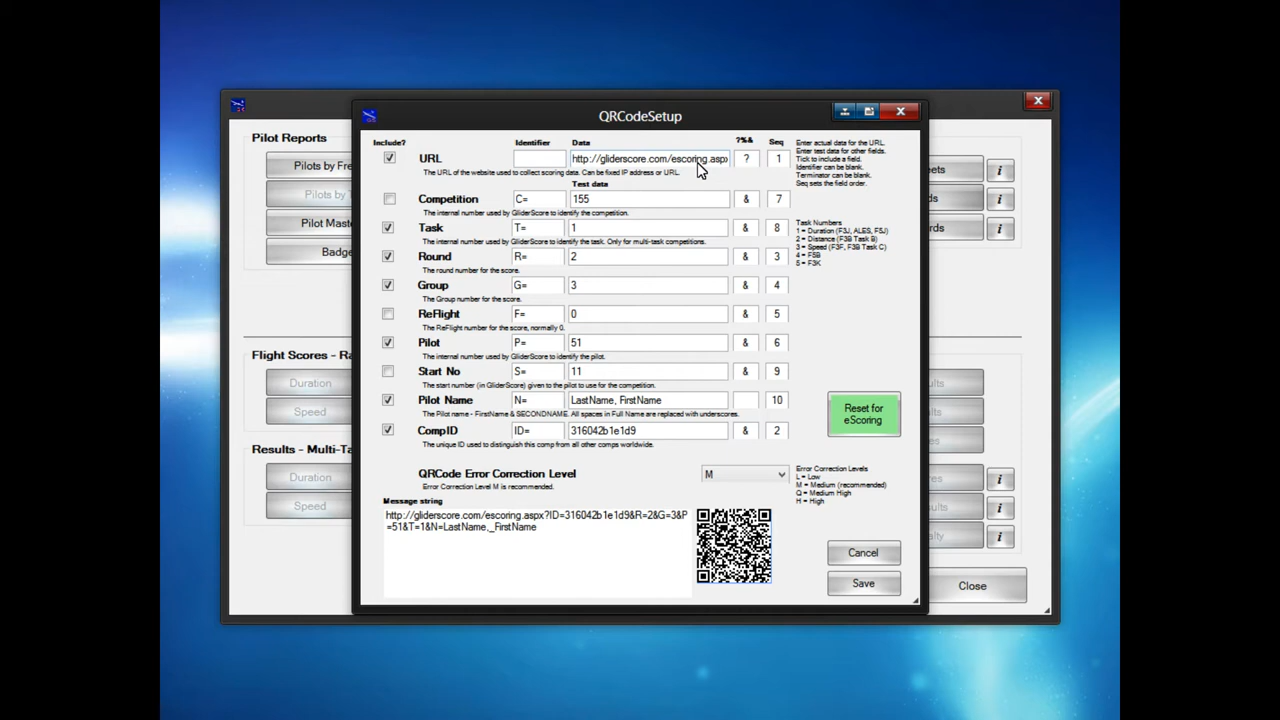 QRCodeSetup
Pilot Reports
Pilots by Fre
Pilots by
Pilot Mast
Badge
Flight Scores - Ra
Duration
Speed
Results - Multi-Ta
Duration
Speed
Include? Identifier Data ?%& Seq
URL http://gliderscore.com/escoring.aspx ? 1
The URL of the website used to collect scoring data. Can be fixed IP address or URL.
Test data
Competition C= 155 & 7
The internal number used by GliderScore to identify the competition.
Task T= 1 & 8
The internal number used by GliderScore to identify the task. Only for multi-task competitions.
Round R= 2 & 3
The round number for the score.
Group G= 3 & 4
The Group number for the score.
ReFlight F= 0 & 5
The ReFlight number for the score, normally 0.
Pilot P= 51 & 6
The internal number used by GliderScore to identify the pilot.
Start No S= 11 & 9
The start number (in GliderScore) given to the pilot to use for the competition.
Pilot Name N= LastName, FirstName 10
The Pilot name - FirstName & SECONDNAME. All spaces in Full Name are replaced with underscores.
CompID ID= 316042b1e1d9 & 2
The unique ID used to distinguish this comp from all other comps worldwide.
QRCode Error Correction Level M
Error Correction Level M is recommended.
Message string
http://gliderscore.com/escoring.aspx?ID=316042b1e1d9&R=2&G=3&P
=51&T=1&N=LastName,_FirstName
Enter actual data for the URL.
Enter test data for other fields.
Tick to include a field.
Identifier can be blank.
Terminator can be blank.
Seq sets the field order.
Task Numbers
1 = Duration (F3J, ALES, F5J)
2 = Distance (F3B Task B)
3 = Speed (F3F, F3B Task C)
4 = F5B
5 = F3K
Reset for
eScoring
Error Correction Levels
L = Low
M = Medium (recommended)
Q = Medium High
H = High
Cancel
Save
eets i
ds i
rds i
ults
es
res i
ults i
alty i
Close